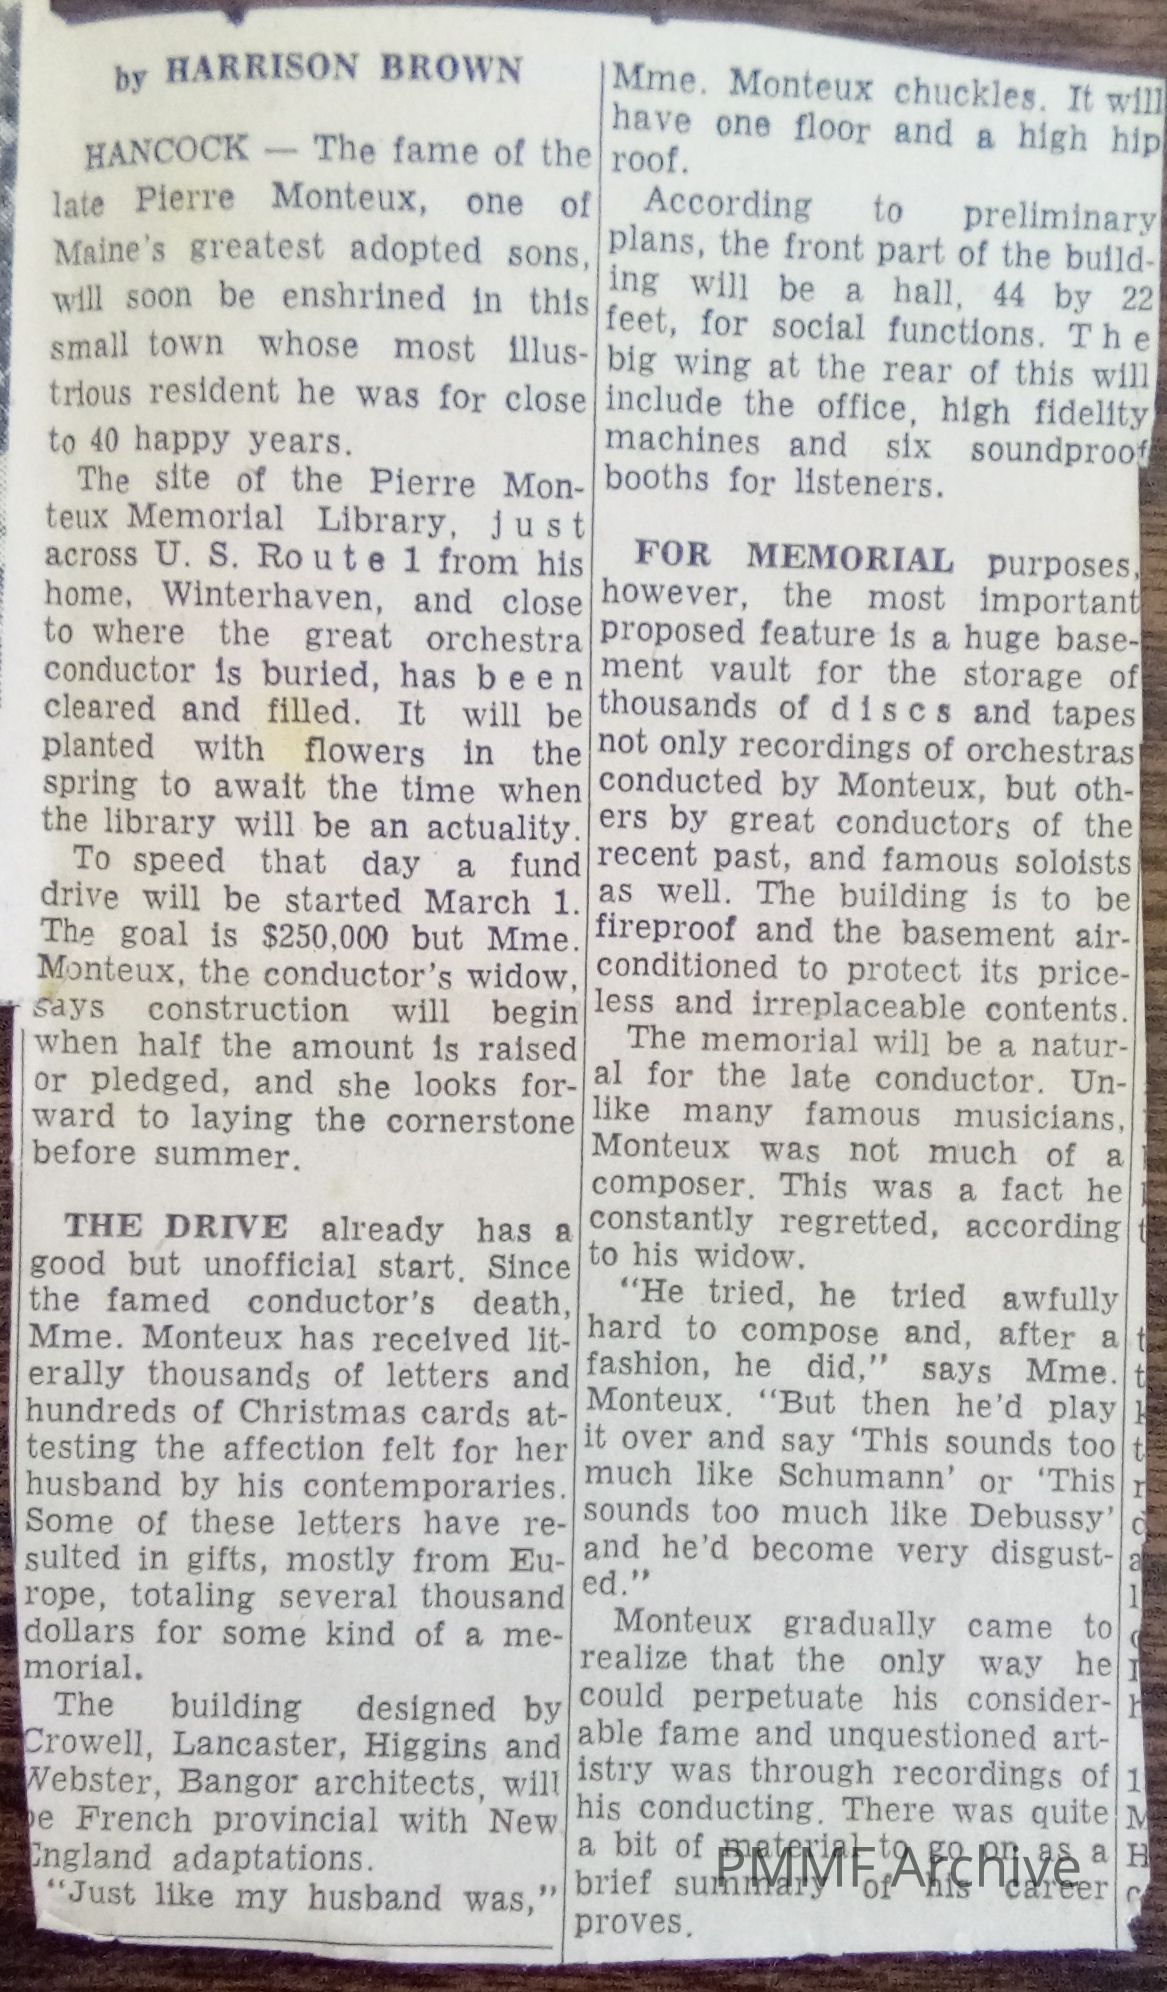 by HARRISON BROWN
HANCOCK — The fame of the
late Pierre Monteux, one of
Maine's greatest adopted sons,
will soon be enshrined in this
small town whose most illus-
trious resident he was for close
to 40 happy years.
The site of the Pierre Mon-
teux Memorial Library, just
across U. S. Route 1 from his
home, Winterhaven, and close
to where the great orchestra
conductor is buried, has been
cleared and filled. It will be
planted with flowers in the
spring to await the time when
the library will be an actuality.
To speed that day a fund
drive will be started March 1.
The goal is $250,000 but Mme.
Monteux, the conductor's widow,
says construction will begin
when half the amount is raised
or pledged, and she looks for-
ward to laying the cornerstone
before summer.
THE DRIVE already has a
good but unofficial start. Since
the famed conductor's death,
Mme. Monteux has received lit-
erally thousands of letters and
hundreds of Christmas cards at-
testing the affection felt for her
husband by his contemporaries.
Some of these letters have re-
sulted in gifts, mostly from Eu-
rope, totaling several thousand
dollars for some kind of a me-
morial.
The building designed by
Crowell, Lancaster, Higgins and
Webster, Bangor architects, will
be French provincial with New
England adaptations.
"Just like my husband was,"
Mme. Monteux chuckles. It will
have one floor and a high hip
roof.
According to preliminary
plans, the front part of the build-
ing will be a hall, 44 by 22
feet, for social functions. The
big wing at the rear of this will
include the office, high fidelity
machines and six soundproof
booths for listeners.
FOR MEMORIAL purposes,
however, the most important
proposed feature is a huge base-
ment vault for the storage of
thousands of discs and tapes
not only recordings of orchestras
conducted by Monteux, but oth-
ers by great conductors of the
recent past, and famous soloists
as well. The building is to be
fireproof and the basement air-
conditioned to protect its price-
less and irreplaceable contents.
The memorial will be a natur-
al for the late conductor. Un-
like many famous musicians,
Monteux was not much of a
composer. This was a fact he
constantly regretted, according
to his widow.
"He tried, he tried awfully
hard to compose and, after a
fashion, he did," says Mme.
Monteux. "But then he'd play
it over and say 'This sounds too
much like Schumann' or 'This
sounds too much like Debussy'
and he'd become very disgust-
ed."
Monteux gradually came to
realize that the only way he
could perpetuate his consider-
able fame and unquestioned art-
istry was through recordings of
his conducting. There was quite
a bit of material to go on as a
brief summary of his career
proves.
PMMF Archive